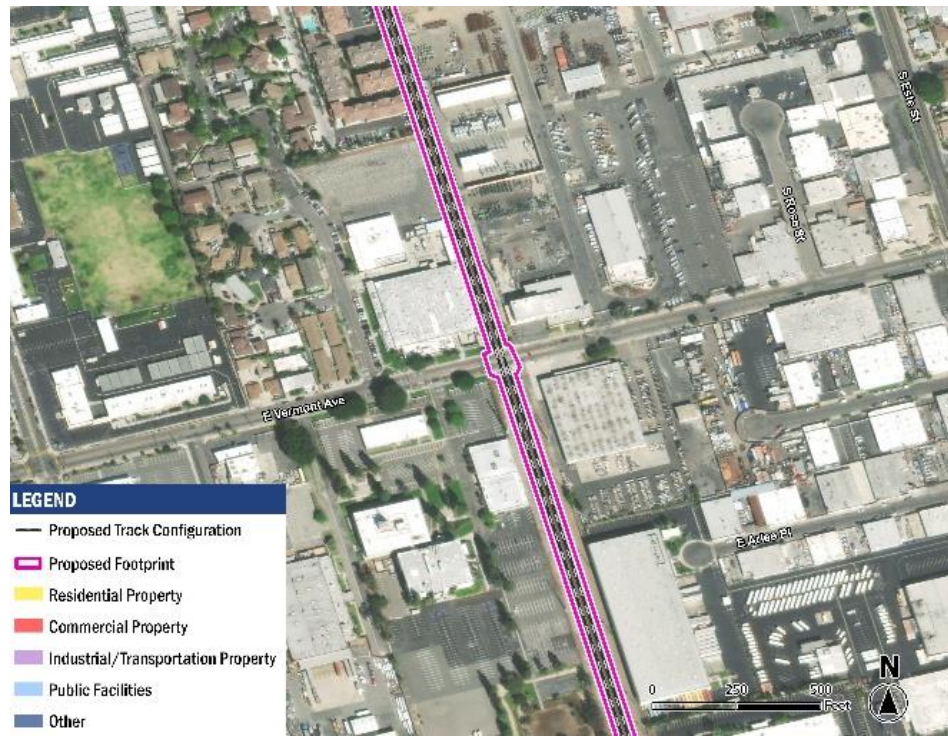 S Este St
S Rose St
E Vermont Ave
E Arlee Pl
LEGEND
Proposed Track Configuration
Proposed Footprint
Residential Property
Commercial Property
Industrial/Transportation Property
Public Facilities
Other
N
0 250 500
Feet